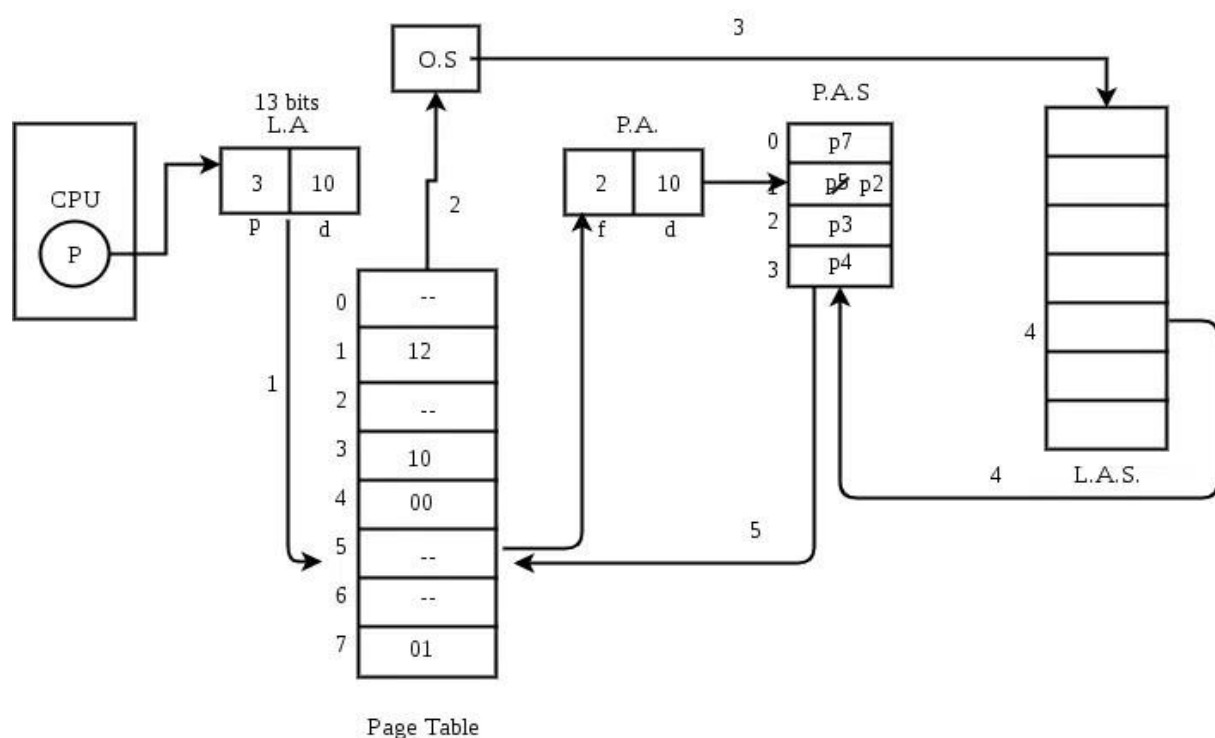 3
O.S
13 bits
L.A
P.A.
P.A.S
CPU
P
3 10
p d
2
2 10
f d
0 p7
1 p5 p2
2 p3
3 p4
0 --
1 12
2 --
3 10
4 00
5 --
6 --
7 01
1
4
4
L.A.S.
5
Page Table